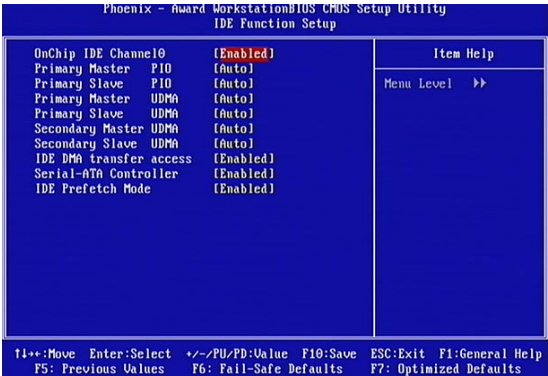 Phoenix - Award WorkstationBIOS CMOS Setup Utility
IDE Function Setup
OnChip IDE Channel0 [Enabled]
Primary Master PIO [Auto]
Primary Slave PIO [Auto]
Primary Master UDMA [Auto]
Primary Slave UDMA [Auto]
Secondary Master UDMA [Auto]
Secondary Slave UDMA [Auto]
IDE DMA transfer access [Enabled]
Serial-ATA Controller [Enabled]
IDE Prefetch Mode [Enabled]
Item Help
Menu Level ►►
↑↓→←:Move Enter:Select +/-/PU/PD:Value F10:Save ESC:Exit F1:General Help
F5: Previous Values F6: Fail-Safe Defaults F7: Optimized Defaults